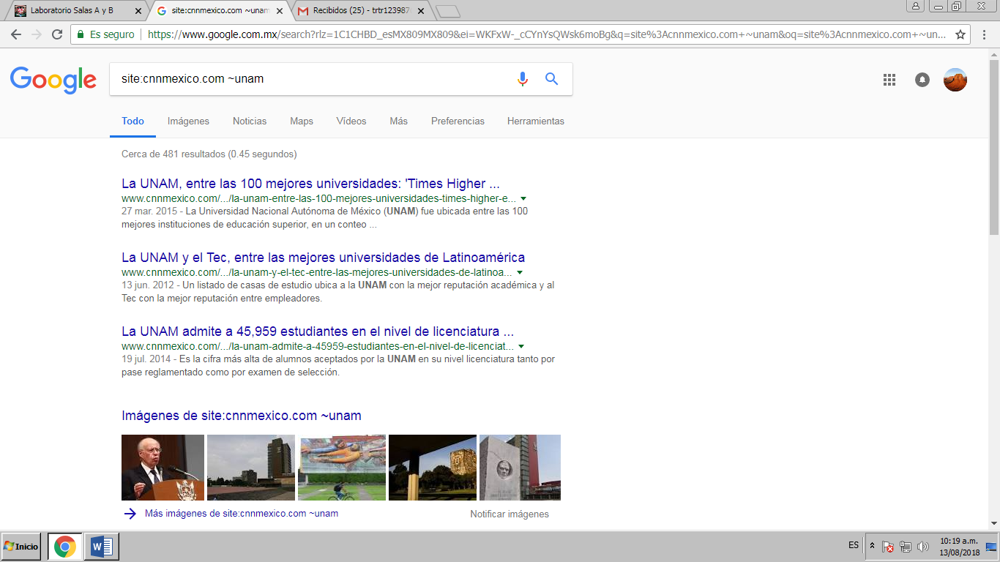 Laboratorio Salas A y B
site:cnnmexico.com ~unam
Recibidos (25) - trtr12398
Es seguro
https://www.google.com.mx/search?rlz=1C1CHBD_esMX809MX809&ei=WKFxW-_cCYnYsQWsk6moBg&q=site%3Acnnmexico.com+~unam&oq=site%3Acnnmexico.com+~un...
Google
site:cnnmexico.com ~unam
Todo Imágenes Noticias Maps Vídeos Más Preferencias Herramientas
Cerca de 481 resultados (0.45 segundos)
La UNAM, entre las 100 mejores universidades: 'Times Higher ...
www.cnnmexico.com/.../la-unam-entre-las-100-mejores-universidades-times-higher-e...
27 mar. 2015 - La Universidad Nacional Autónoma de México (UNAM) fue ubicada entre las 100
mejores instituciones de educación superior, en un conteo ...
La UNAM y el Tec, entre las mejores universidades de Latinoamérica
www.cnnmexico.com/.../la-unam-y-el-tec-entre-las-mejores-universidades-de-latinoa...
13 jun. 2012 - Un listado de casas de estudio ubica a la UNAM con la mejor reputación académica y al
Tec con la mejor reputación entre empleadores.
La UNAM admite a 45,959 estudiantes en el nivel de licenciatura ...
www.cnnmexico.com/.../la-unam-admite-a-45959-estudiantes-en-el-nivel-de-licenciat...
19 jul. 2014 - Es la cifra más alta de alumnos aceptados por la UNAM en su nivel licenciatura tanto por
pase reglamentado como por examen de selección.
Imágenes de site:cnnmexico.com ~unam
Más imágenes de site:cnnmexico.com ~unam
Notificar imágenes
Inicio
ES
10:19 a.m.
13/08/2018